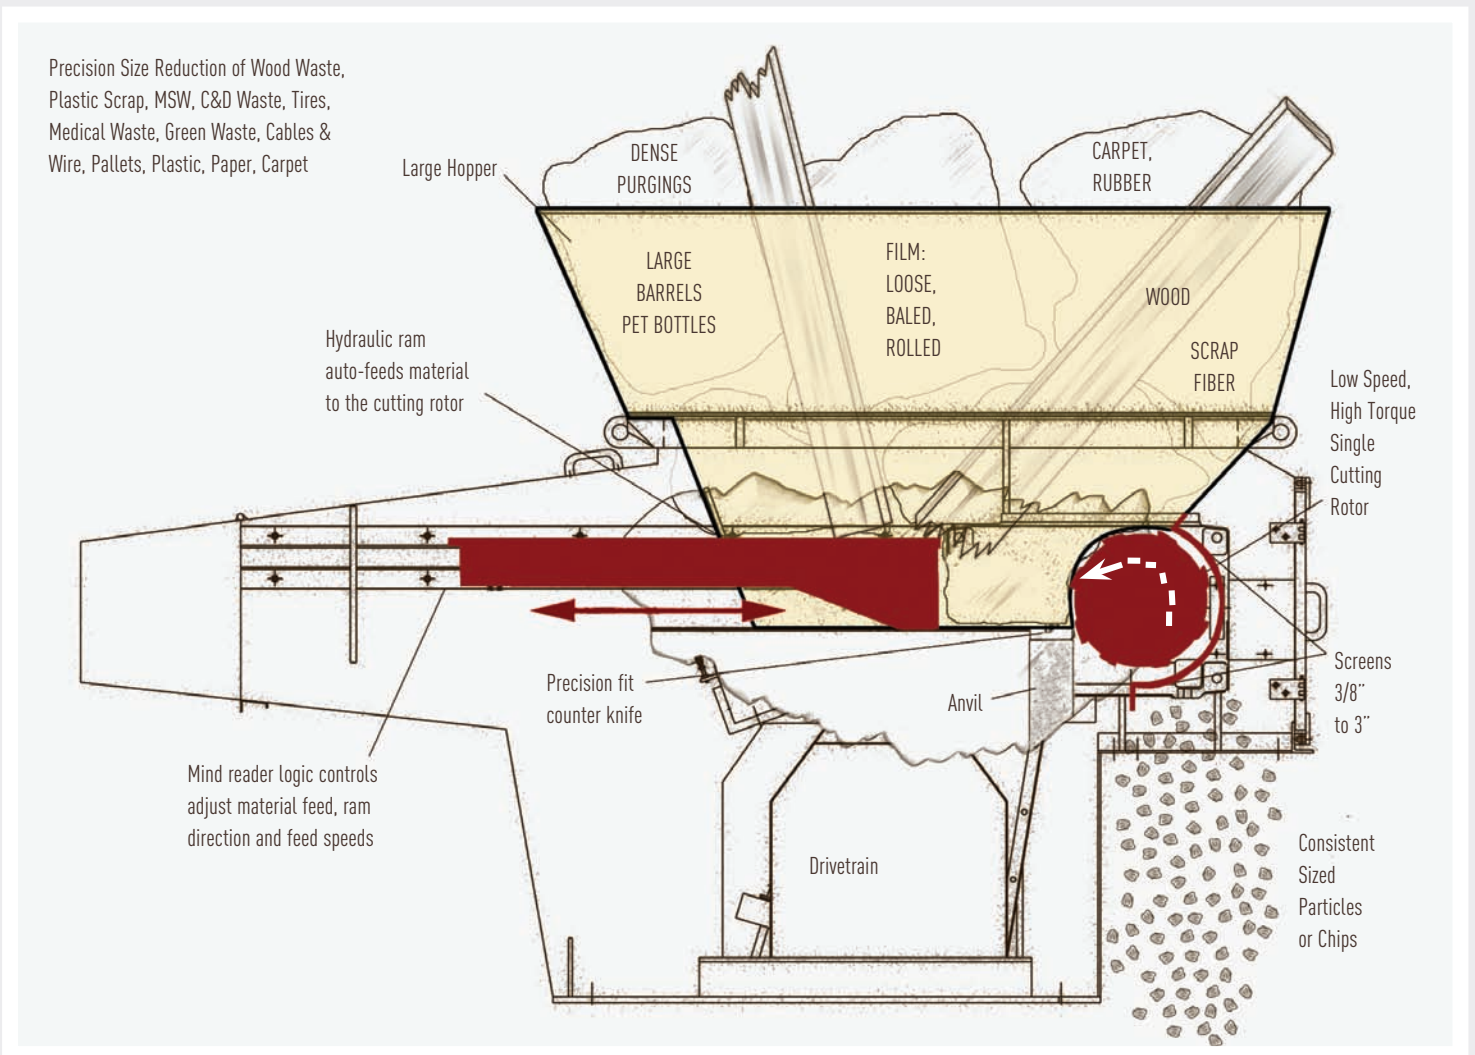 Precision Size Reduction of Wood Waste,
Plastic Scrap, MSW, C&D Waste, Tires,
Medical Waste, Green Waste, Cables &
Wire, Pallets, Plastic, Paper, Carpet
Large Hopper
DENSE
PURGINGS
CARPET,
RUBBER
LARGE
BARRELS
PET BOTTLES
FILM:
LOOSE,
BALED,
ROLLED
WOOD
SCRAP
FIBER
Hydraulic ram
auto-feeds material
to the cutting rotor
Low Speed,
High Torque
Single
Cutting
Rotor
Precision fit
counter knife
Anvil
Screens
3/8″
to 3″
Mind reader logic controls
adjust material feed, ram
direction and feed speeds
Drivetrain
Consistent
Sized
Particles
or Chips